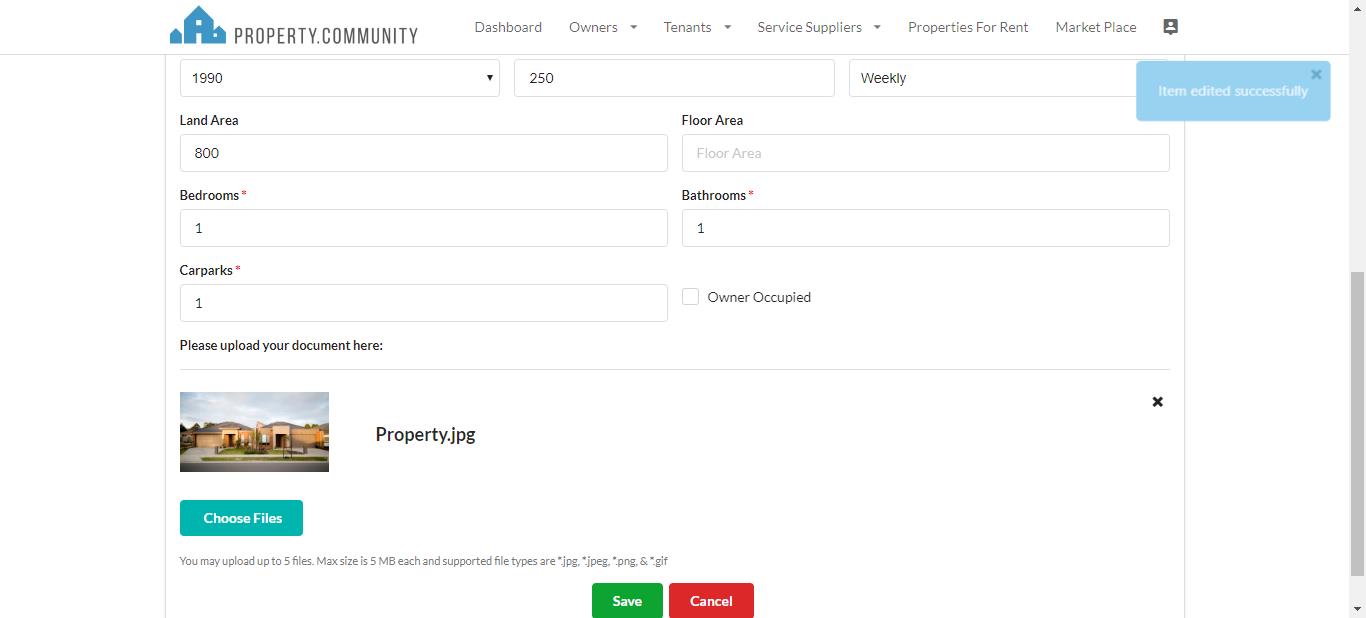 PROPERTY.COMMUNITY
Dashboard Owners Tenants Service Suppliers Properties For Rent Market Place
1990 250 Weekly
Item edited successfully
Land Area Floor Area
800 Floor Area
Bedrooms * Bathrooms *
1 1
Carparks *
1 Owner Occupied
Please upload your document here:
Property.jpg
Choose Files
You may upload up to 5 files. Max size is 5 MB each and supported file types are *.jpg, *.jpeg, *.png, & *.gif
Save Cancel